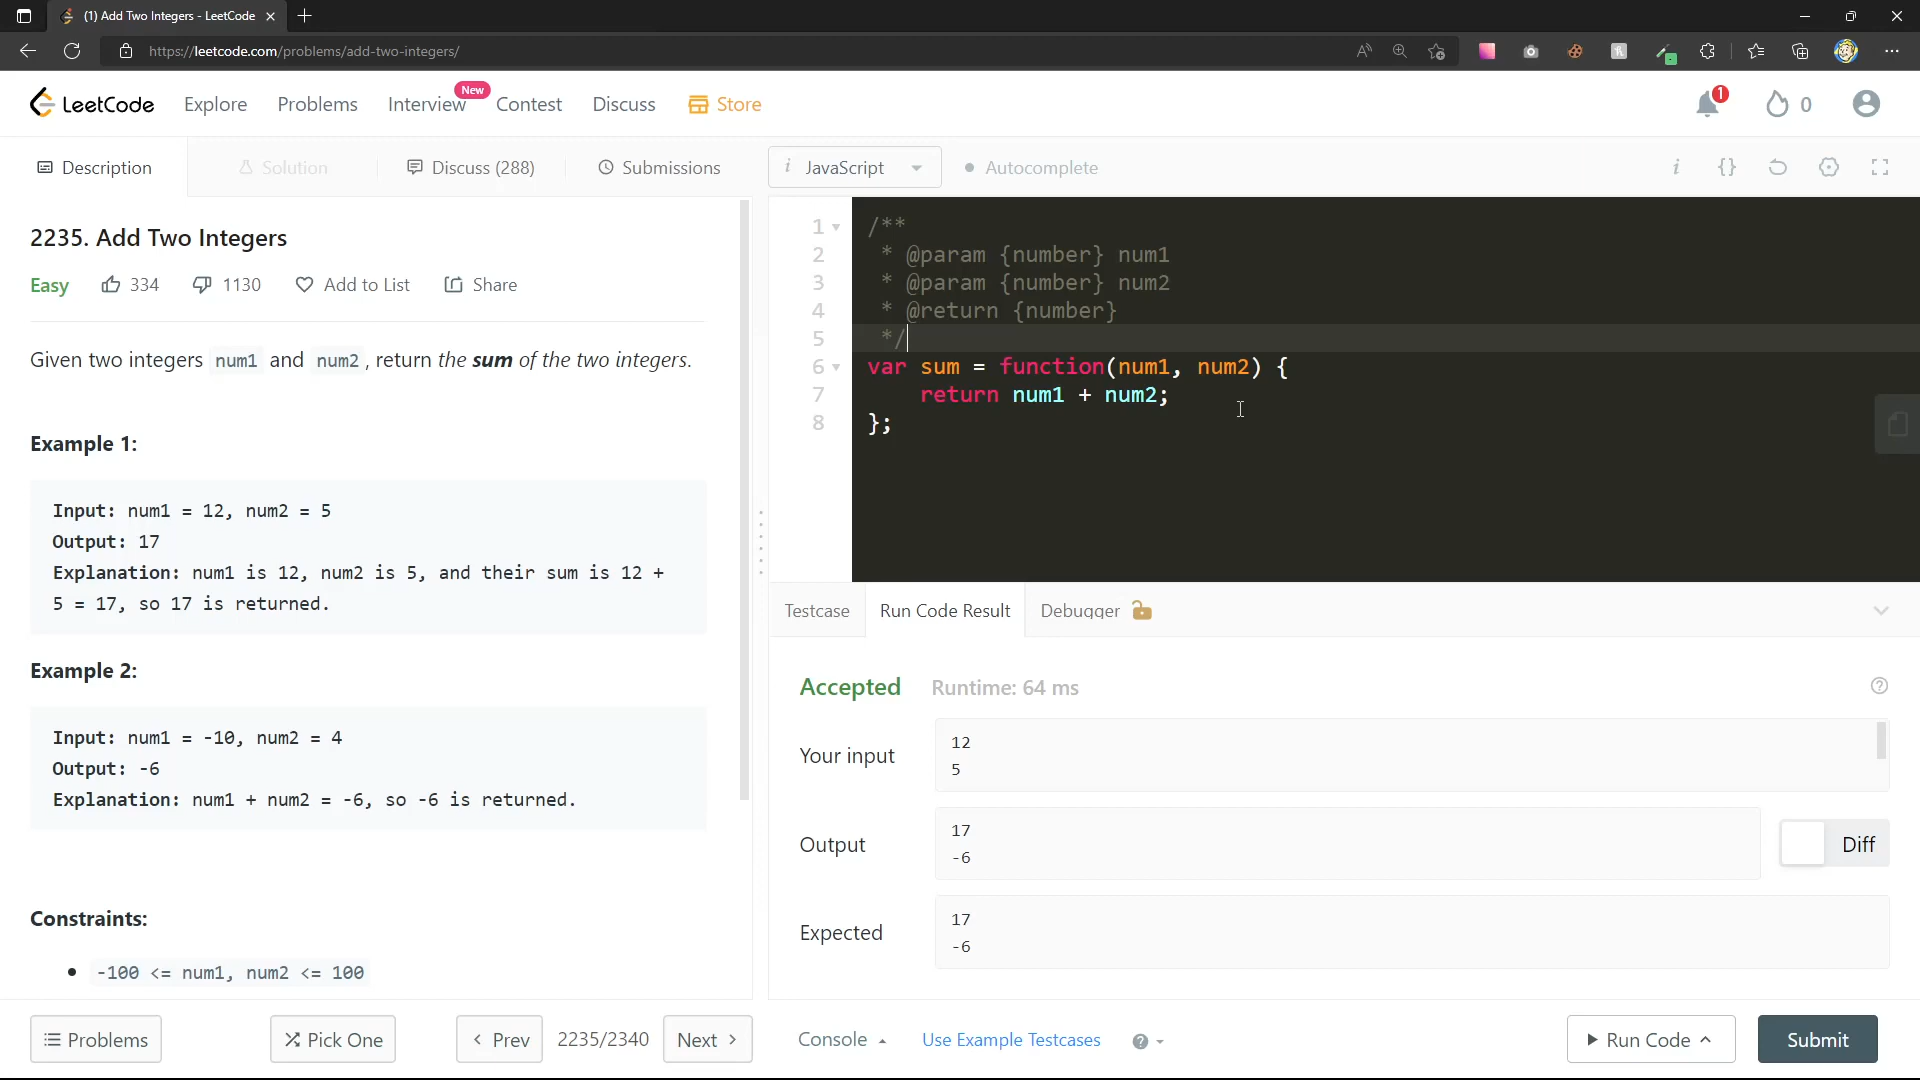 (1) Add Two Integers - LeetCode
https://leetcode.com/problems/add-two-integers/
LeetCode
Explore
Problems
Interview
New
Contest
Discuss
Store
1
0
Description
Solution
Discuss (288)
Submissions
i JavaScript
Autocomplete
2235. Add Two Integers
Easy
334
1130
Add to List
Share
Given two integers num1 and num2, return the sum of the two integers.
Example 1:
Input: num1 = 12, num2 = 5
Output: 17
Explanation: num1 is 12, num2 is 5, and their sum is 12 +
5 = 17, so 17 is returned.
Example 2:
Input: num1 = -10, num2 = 4
Output: -6
Explanation: num1 + num2 = -6, so -6 is returned.
Constraints:
-100 <= num1, num2 <= 100
Problems
Pick One
Prev
2235/2340
Next
1 /**
2 * @param {number} num1
3 * @param {number} num2
4 * @return {number}
5 */
6 var sum = function(num1, num2) {
7 return num1 + num2;
8 };
Testcase
Run Code Result
Debugger
Accepted
Runtime: 64 ms
Your input
12
5
Output
17
-6
Diff
Expected
17
-6
Console
Use Example Testcases
Run Code
Submit